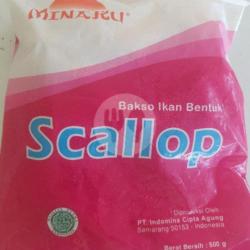 MINAKU
Bakso Ikan Bentuk
Scallop
Diproduksi Oleh
PT. Indomina Cipta Agung
Semarang 50153 - Indonesia
Berat Bersih : 500 g